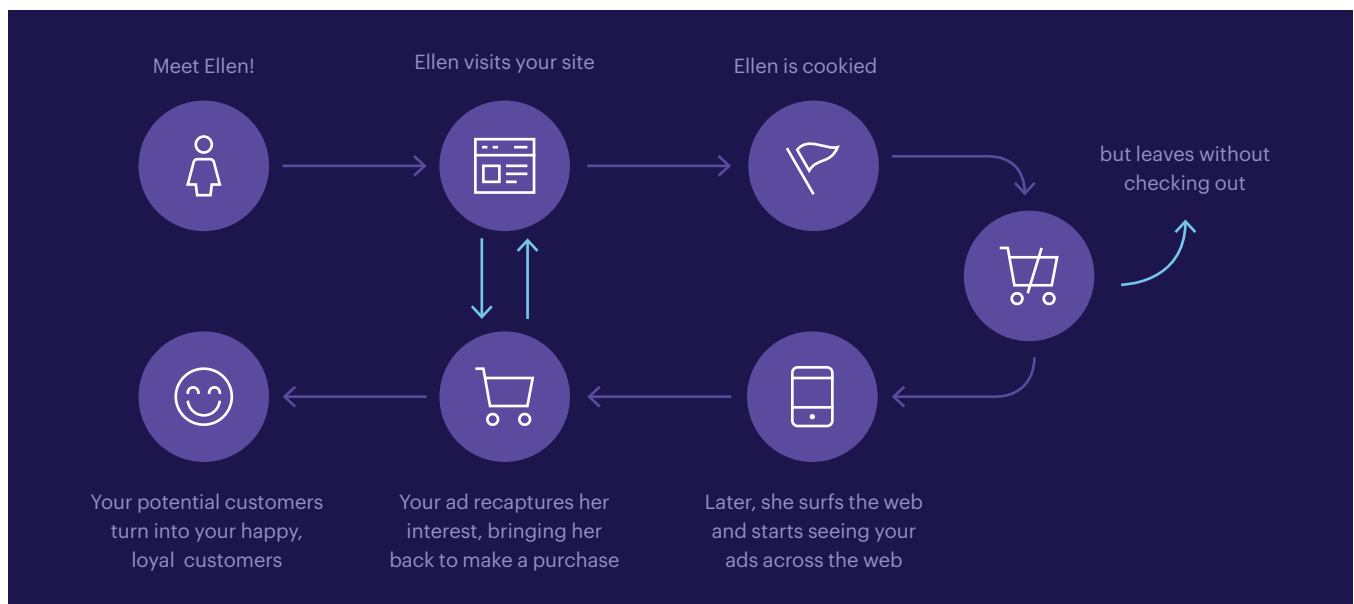 Meet Ellen!
Ellen visits your site
Ellen is cookied
but leaves without
checking out
Your potential customers
turn into your happy,
loyal  customers
Your ad recaptures her
interest, bringing her
back to make a purchase
Later, she surfs the web
and starts seeing your
ads across the web